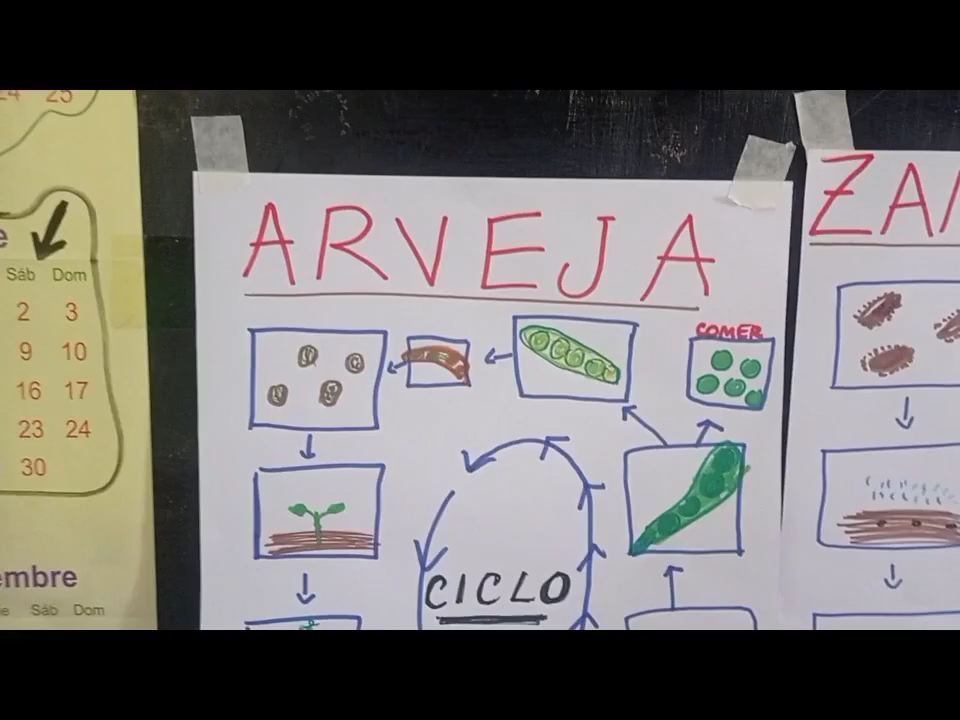 24 25
Sáb Dom
2 3
9 10
16 17
23 24
30
embre
Sáb Dom
ARVEJA
COMER
CICLO
ZAN